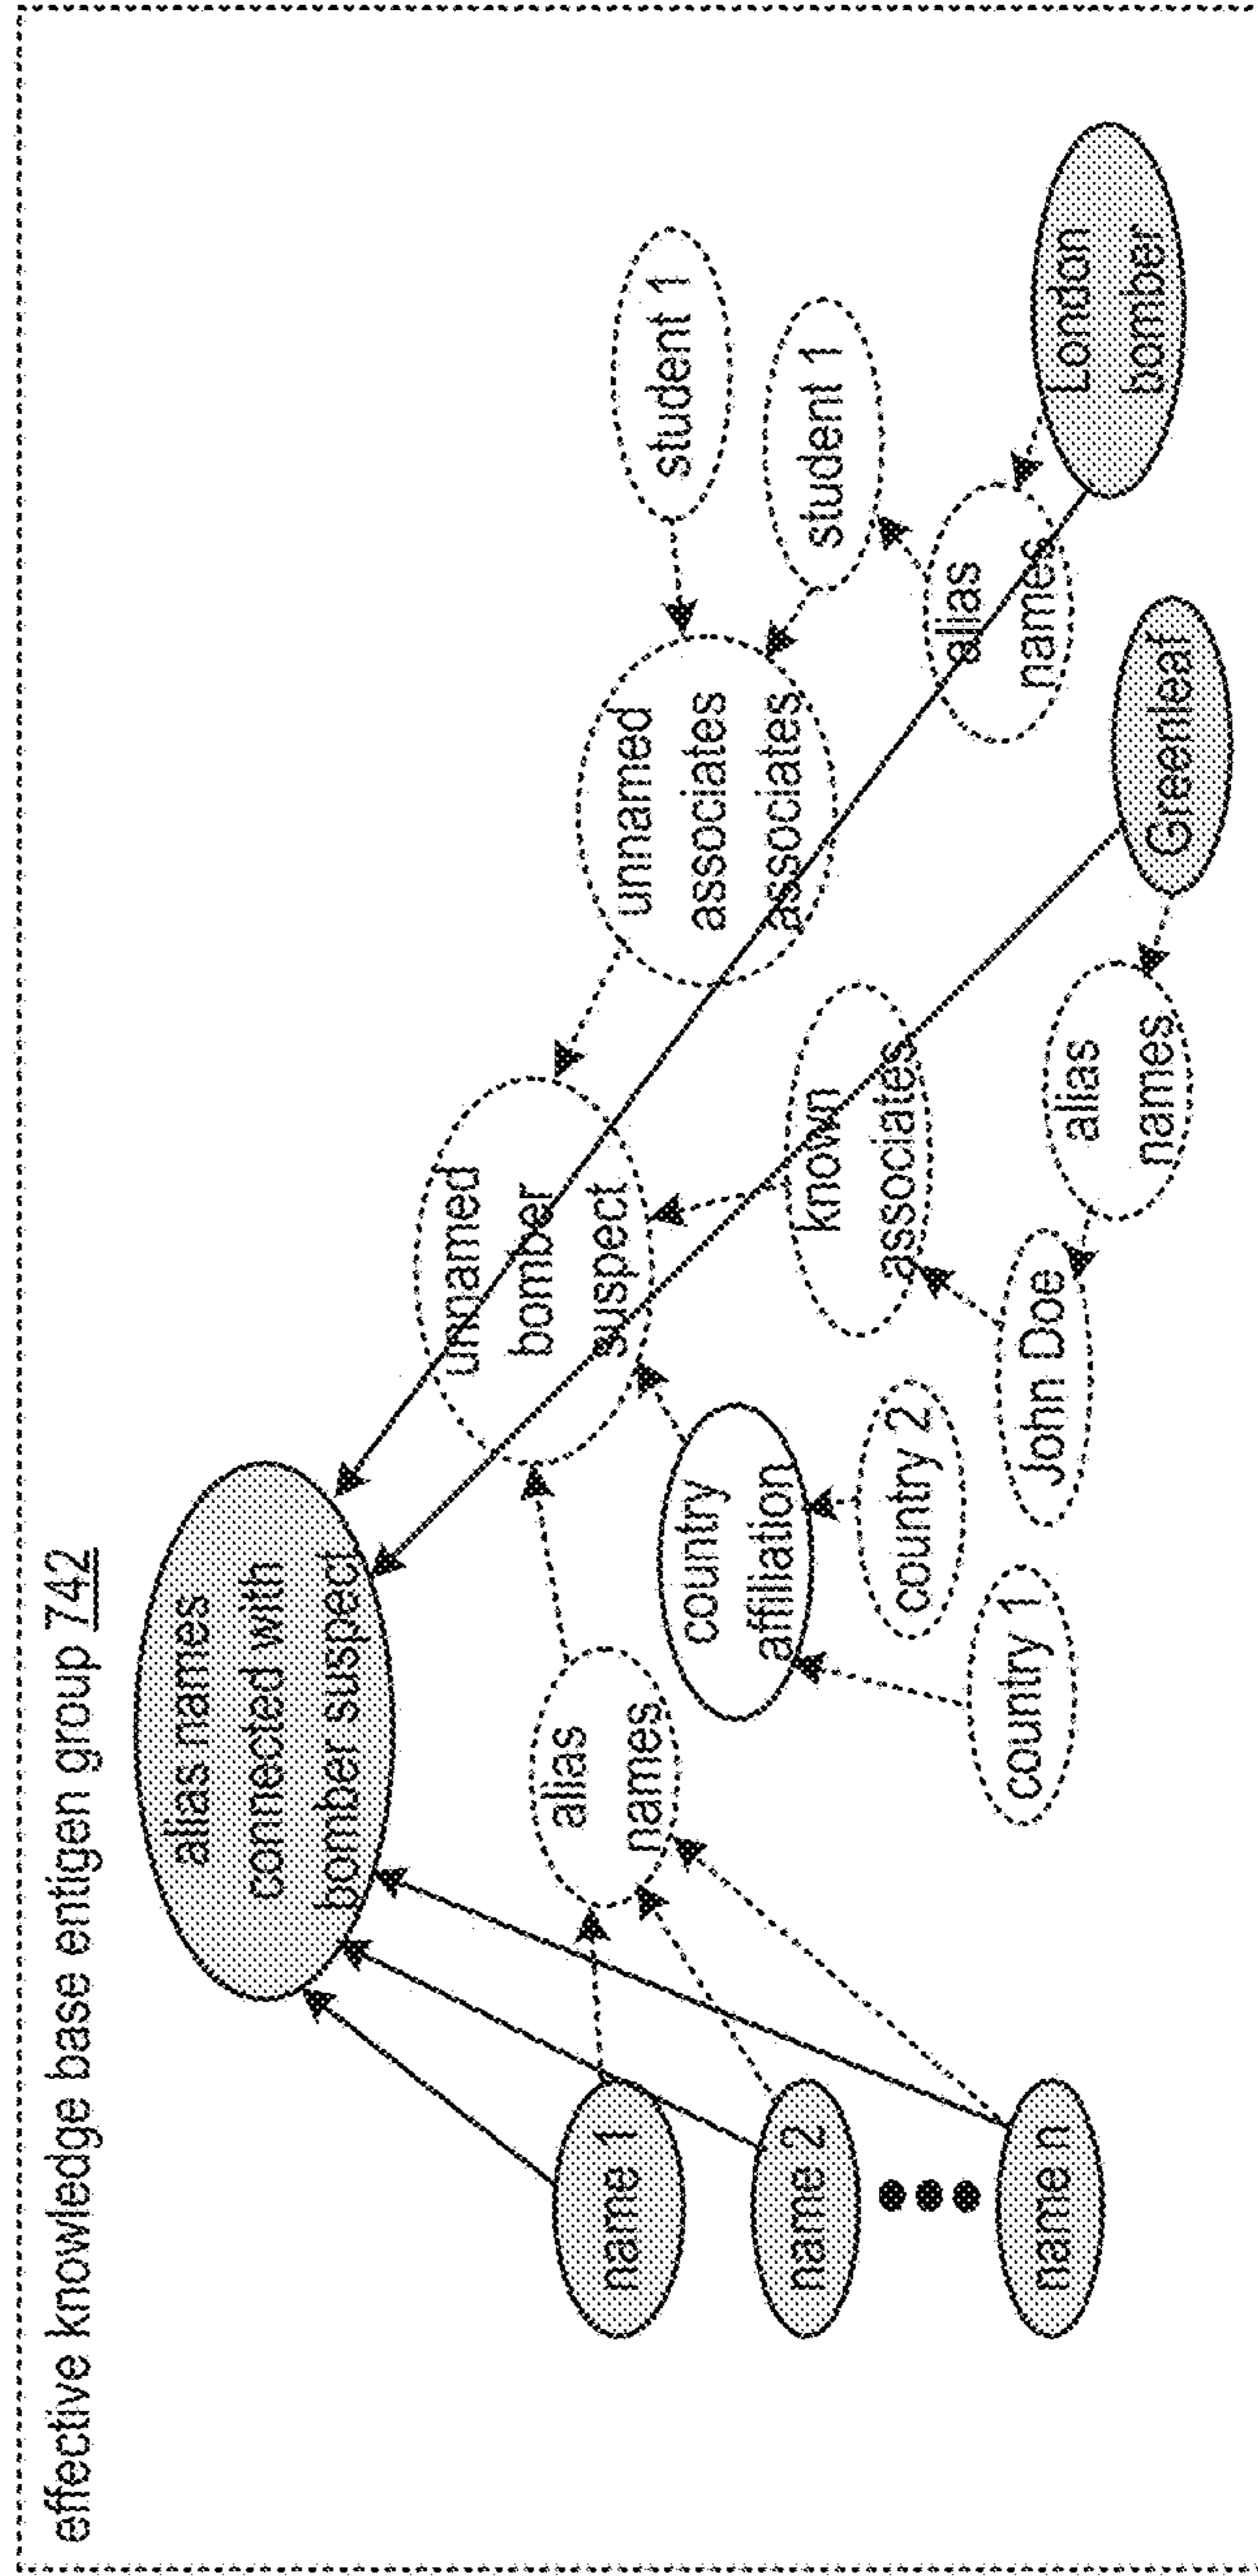 effective knowledge base entigen group 742
alias names
connected with
bomber suspect
unnamed
bomber
suspect
unnamed
associates
associates
student 1
student 1
alias
names
London
bomber
alias
names
country
affiliation
known
associates
name 1
name 2
name n
country 1
country 2
John Doe
alias
names
Greenleaf